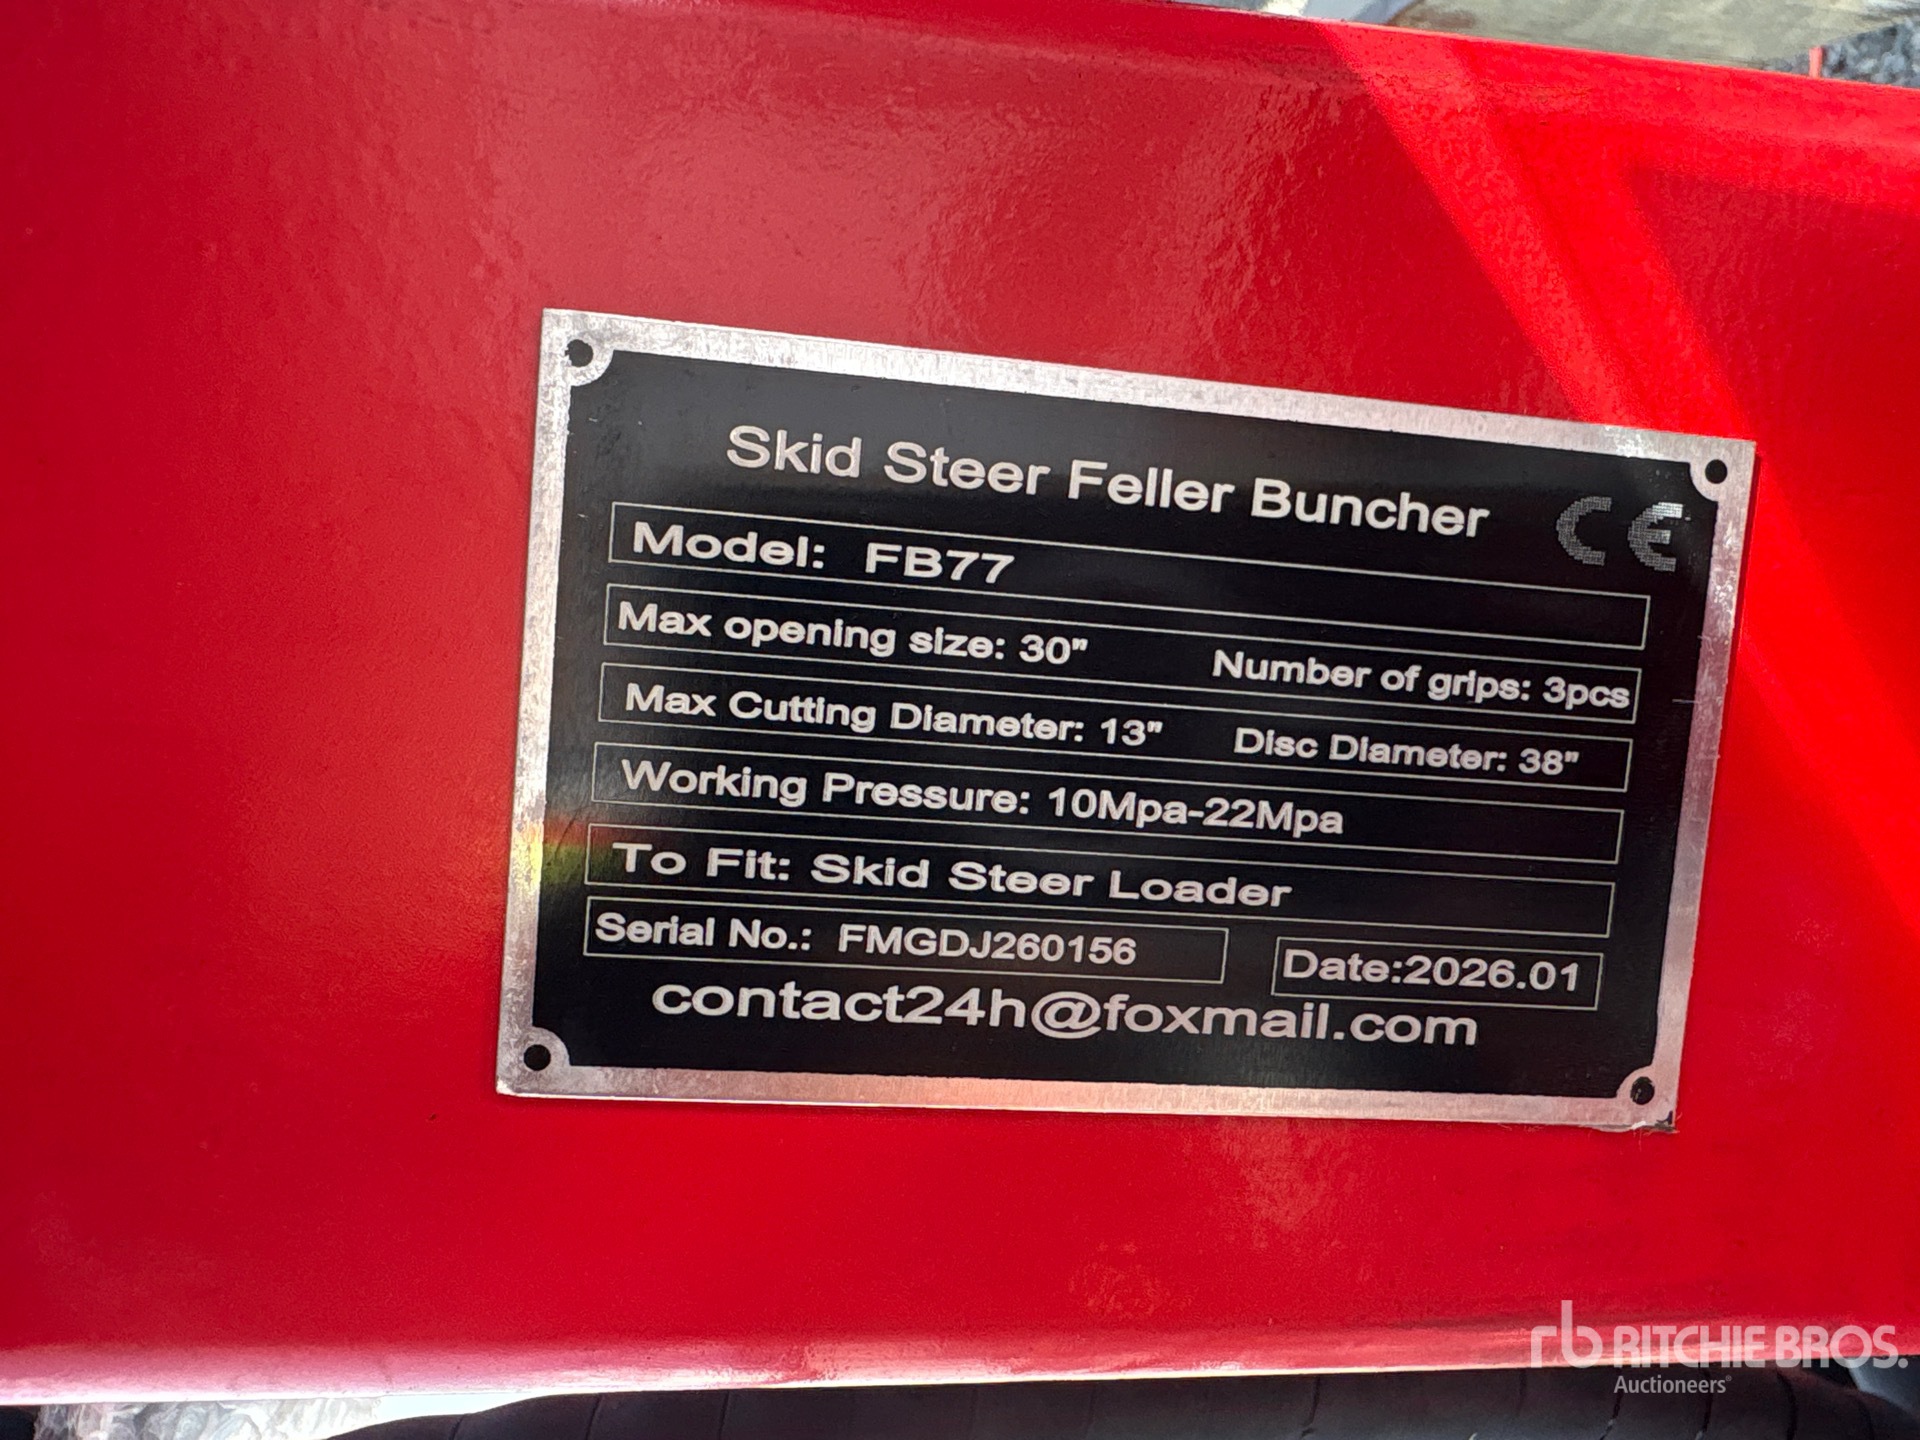 Skid Steer Feller Buncher
CE
Model: FB77
Max opening size: 30" Number of grips: 3pcs
Max Cutting Diameter: 13" Disc Diameter: 38"
Working Pressure: 10Mpa-22Mpa
To Fit: Skid Steer Loader
Serial No.: FMGDJ260156 Date:2026.01
contact24h@foxmail.com
rb RITCHIE BROS.
Auctioneers®